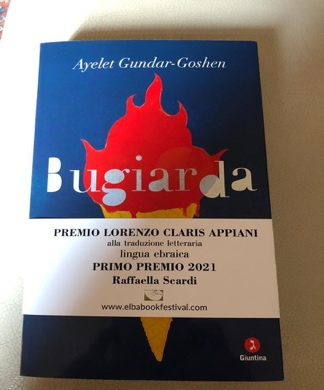 Ayelet Gundar-Goshen
Bugiarda
PREMIO LORENZO CLARIS APPIANI
alla traduzione letteraria
lingua ebraica
PRIMO PREMIO 2021
Raffaella Scardi
www.elbabookfestival.com
Giuntina